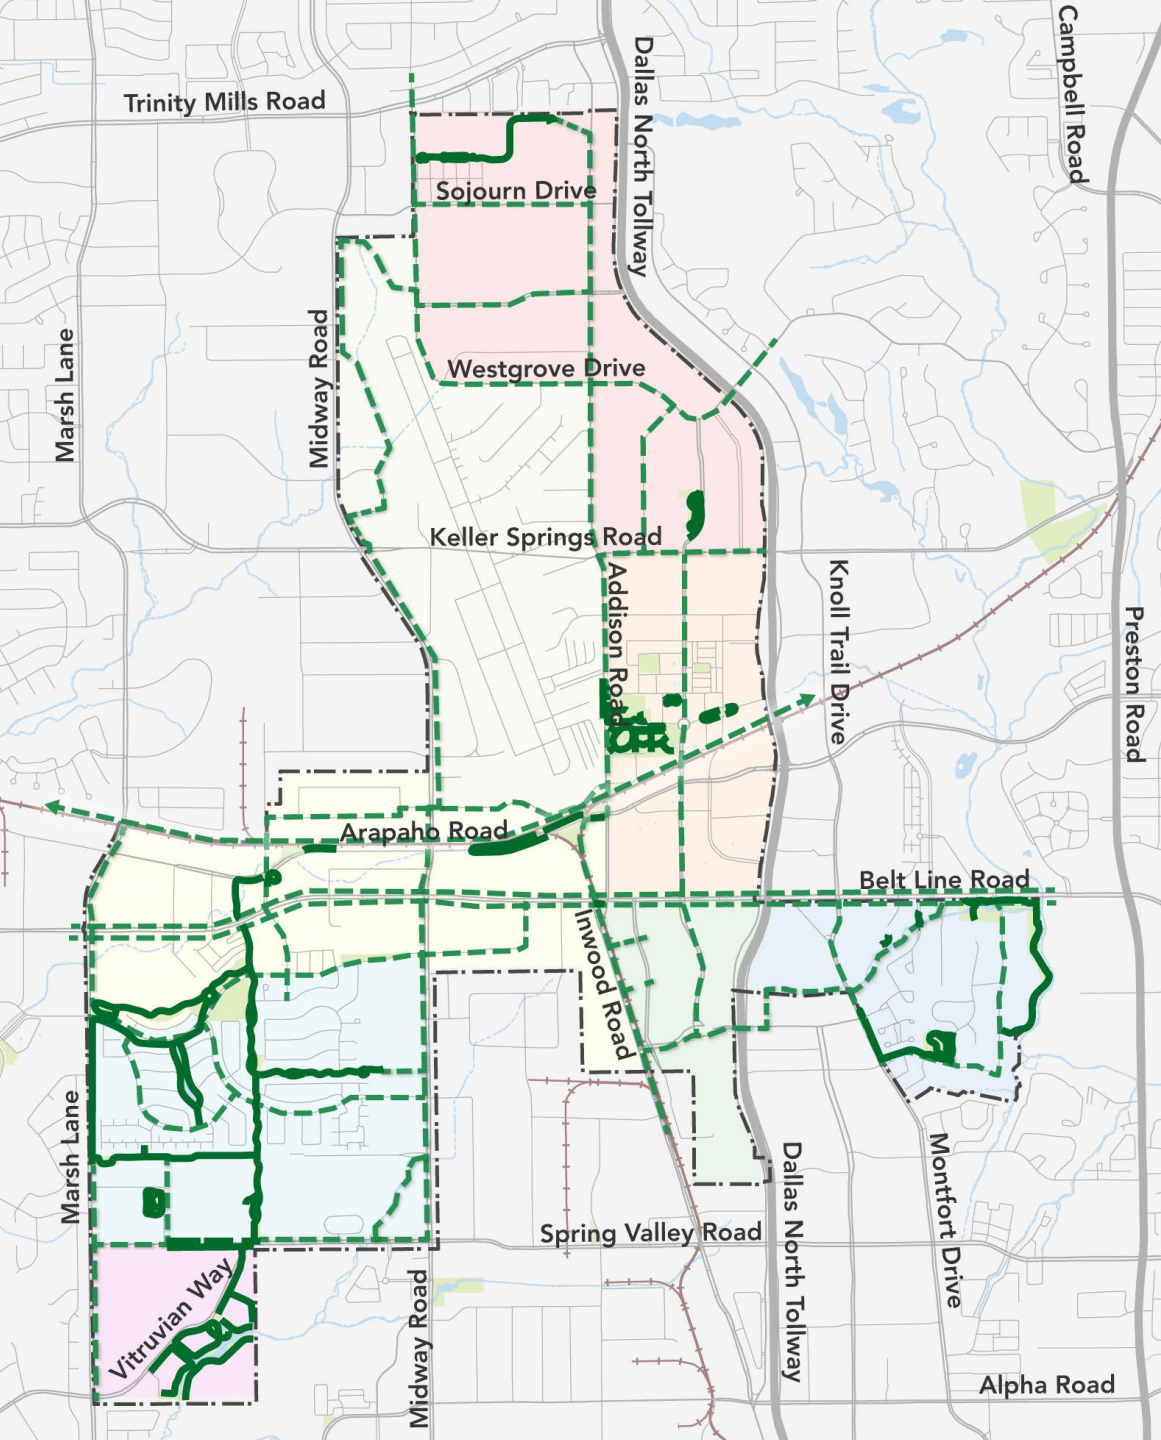 Campbell Road
Dallas North Tollway
Trinity Mills Road
Sojourn Drive
Midway Road
Marsh Lane
Westgrove Drive
Keller Springs Road
Addison Road
Knoll Trail Drive
Preston Road
Arapaho Road
Belt Line Road
Inwood Road
Marsh Lane
Montfort Drive
Dallas North Tollway
Spring Valley Road
Vitruvian Way
Midway Road
Alpha Road